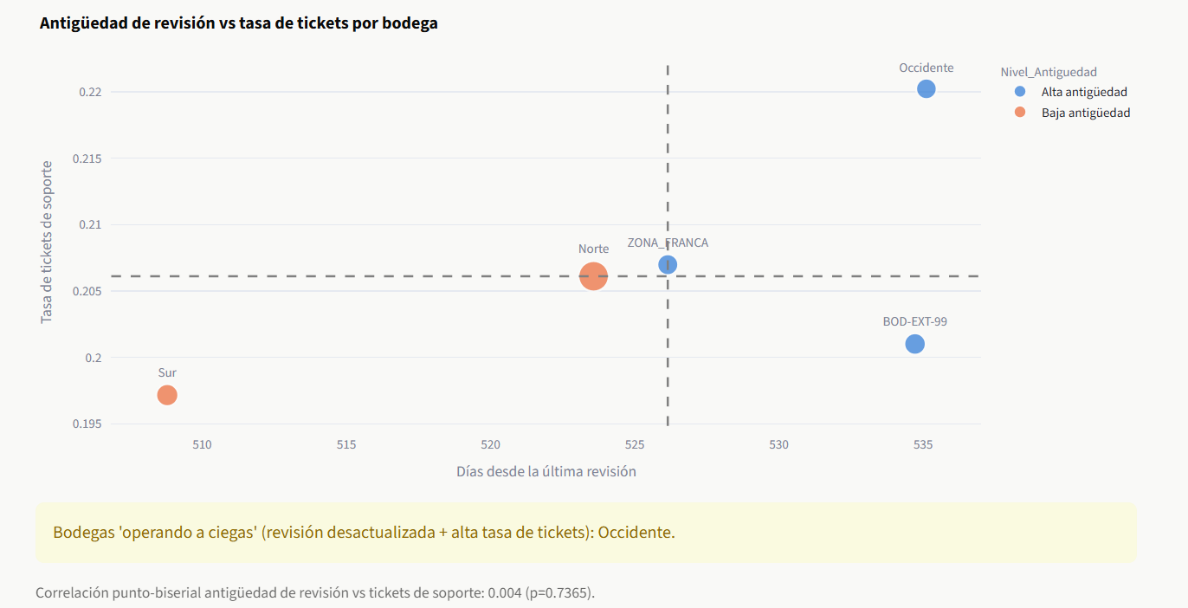 Antigüedad de revisión vs tasa de tickets por bodega
Nivel_Antiguedad
Alta antigüedad
Baja antigüedad
Tasa de tickets de soporte
0.22
0.215
0.21
0.205
0.2
0.195
Occidente
Norte
ZONA_FRANCA
BOD-EXT-99
Sur
510
515
520
525
530
535
Días desde la última revisión
Bodegas 'operando a ciegas' (revisión desactualizada + alta tasa de tickets): Occidente.
Correlación punto-biserial antigüedad de revisión vs tickets de soporte: 0.004 (p=0.7365).